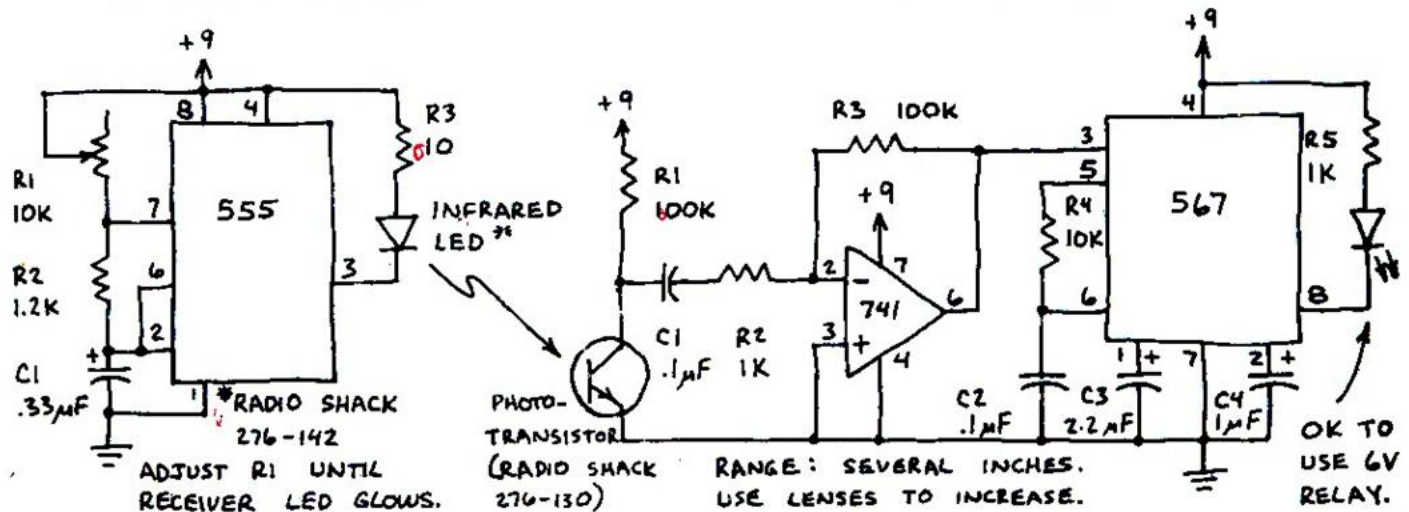 +9
8
4
R3
10
R1
10K
7
555
INFRARED
LED *
R2
1.2K
6
3
2
+
C1
.33µF
1
*RADIO SHACK
276-142
ADJUST R1 UNTIL
RECEIVER LED GLOWS.
+9
R1
100K
R3 100K
+9
2
-
7
741
6
3
+
4
C1
.1µF
R2
1K
PHOTO-
TRANSISTOR
(RADIO SHACK
276-130)
RANGE: SEVERAL INCHES.
USE LENSES TO INCREASE.
+9
4
3
5
567
R5
1K
R4
10K
6
8
1
+
7
2
+
C2
.1µF
C3
2.2µF
C4
1µF
OK TO
USE 6V
RELAY.